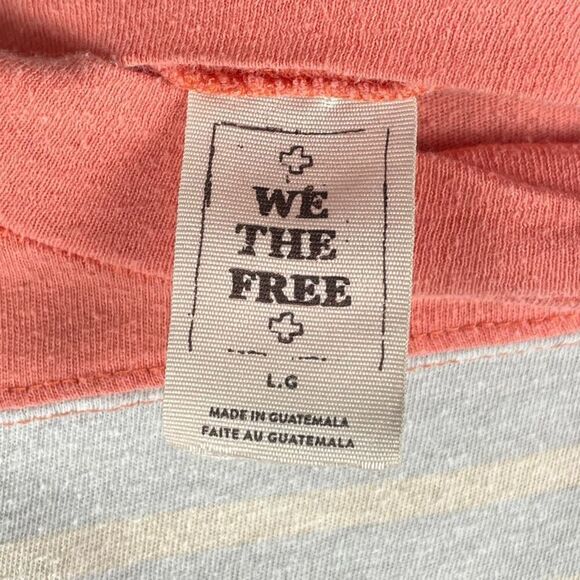 WE
THE
FREE
L.G
MADE IN GUATEMALA
FAITE AU GUATEMALA